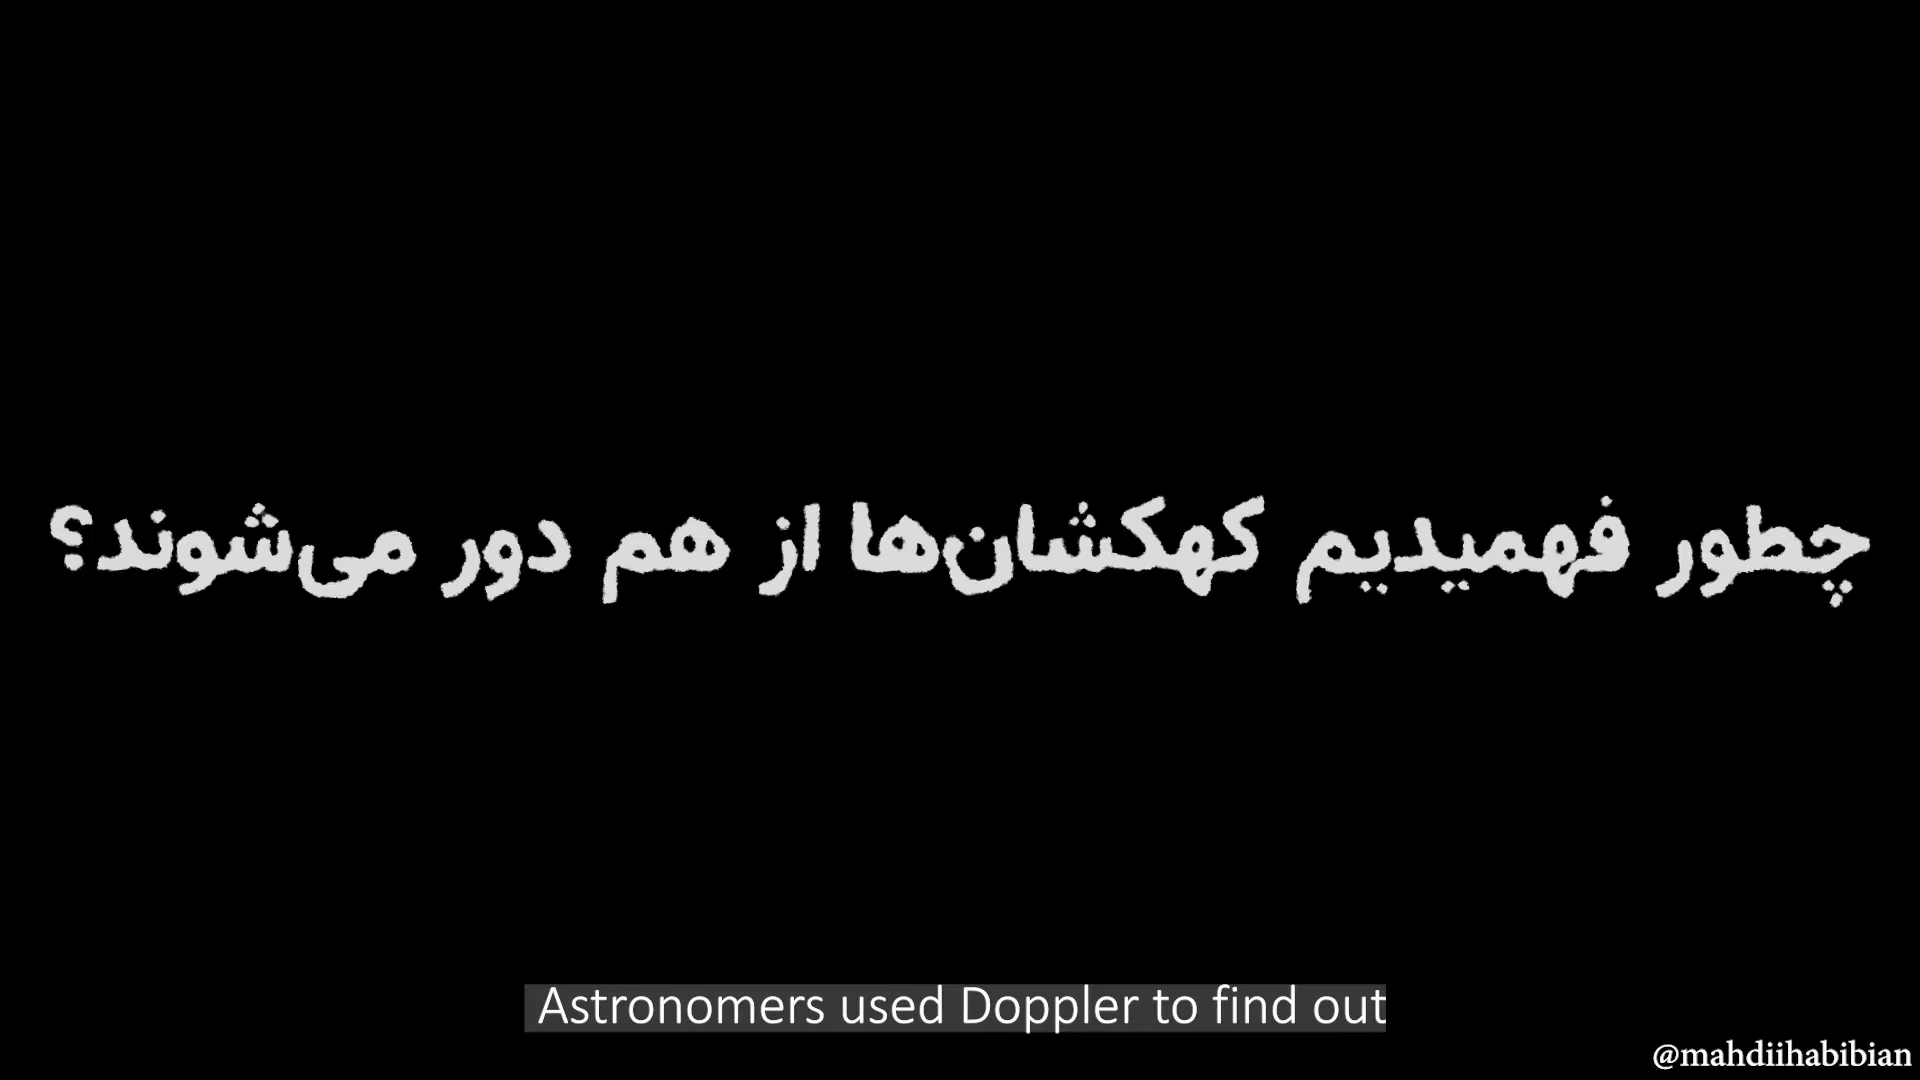 چطور فهمیدیم کهکشان‌ها از هم دور می‌شوند؟
Astronomers used Doppler to find out
@mahdiihabibian